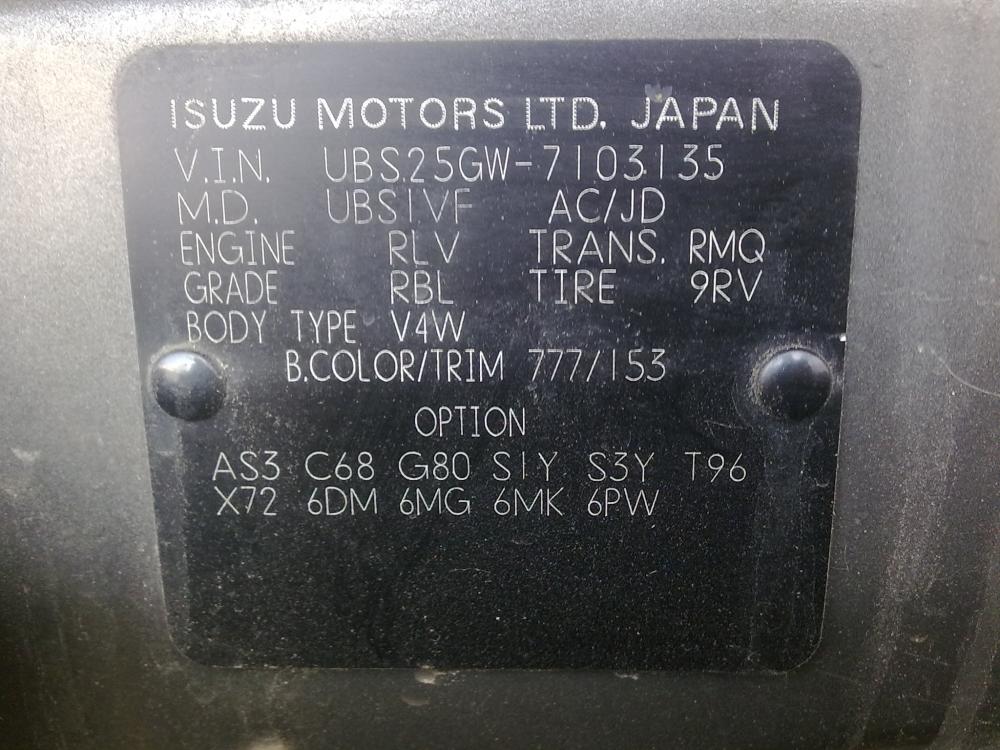 ISUZU MOTORS LTD. JAPAN
V.I.N. UBS25GW-7103135
M.D. UBS1VF AC/JD
ENGINE RLV TRANS. RMQ
GRADE RBL TIRE 9RV
BODY TYPE V4W
B.COLOR/TRIM 777/153
OPTION
AS3 C68 G80 S1Y S3Y T96
X72 6DM 6MG 6MK 6PW